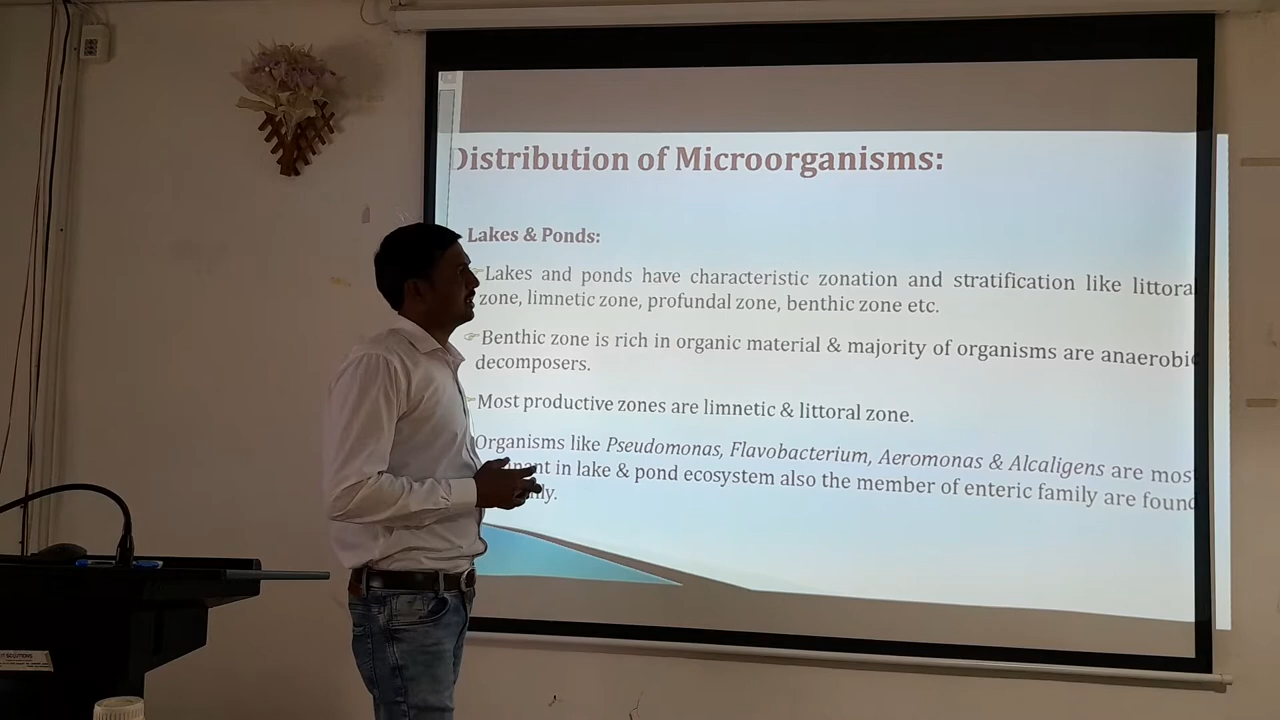 Distribution of Microorganisms:
Lakes & Ponds:
Lakes and ponds have characteristic zonation and stratification like littoral
zone, limnetic zone, profundal zone, benthic zone etc.
Benthic zone is rich in organic material & majority of organisms are anaerobic
decomposers.
Most productive zones are limnetic & littoral zone.
Organisms like Pseudomonas, Flavobacterium, Aeromonas & Alcaligens are most
in lake & pond ecosystem also the member of enteric family are found